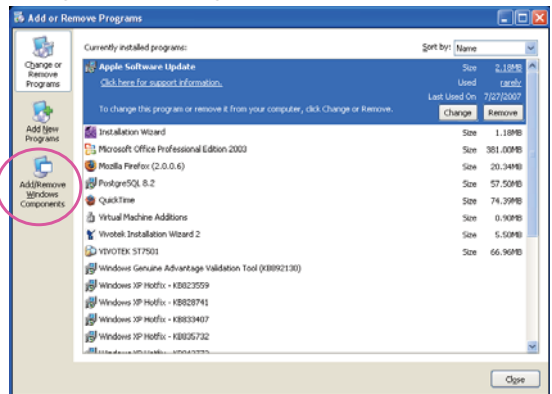 Add or Remove Programs
Change or
Remove
Programs
Add New
Programs
Add/Remove
Windows
Components
Currently installed programs: Sort by: Name
Apple Software Update Size 2.18MB
Click here for support information. Used rarely
Last Used On 7/27/2007
To change this program or remove it from your computer, click Change or Remove. Change Remove
Installation Wizard Size 1.18MB
Microsoft Office Professional Edition 2003 Size 381.00MB
Mozilla Firefox (2.0.0.6) Size 20.34MB
PostgreSQL 8.2 Size 57.50MB
QuickTime Size 74.39MB
Virtual Machine Additions Size 0.90MB
Vivotek Installation Wizard 2 Size 5.50MB
VIVOTEK ST7501 Size 66.96MB
Windows Genuine Advantage Validation Tool (KB892130)
Windows XP Hotfix - KB823559
Windows XP Hotfix - KB828741
Windows XP Hotfix - KB833407
Windows XP Hotfix - KB835732
Close